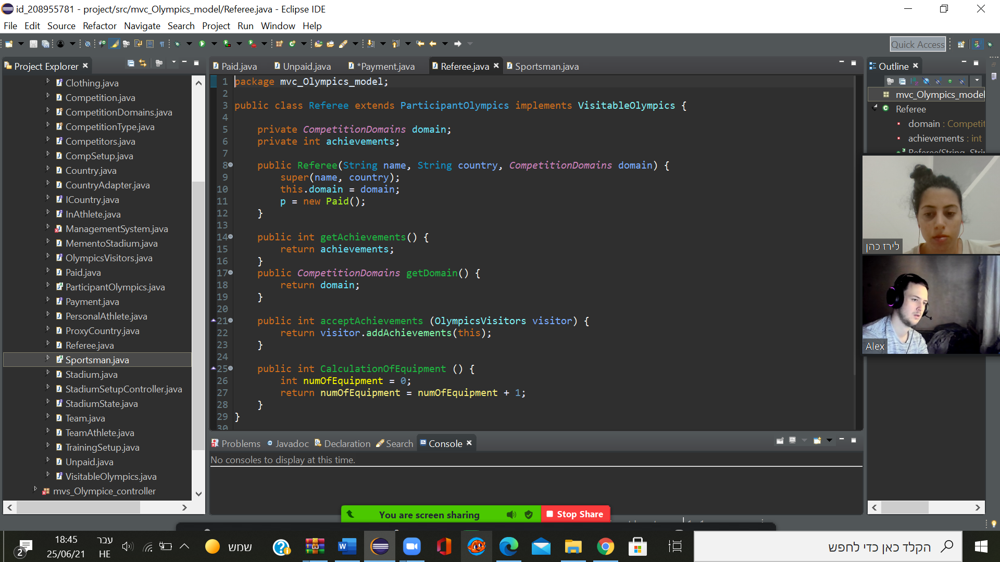 id_208955781 - project/src/mvc_Olympics_model/Referee.java - Eclipse IDE
File Edit Source Refactor Navigate Search Project Run Window Help
Quick Access
Project Explorer
Clothing.java
Competition.java
CompetitionDomains.java
CompetitionType.java
Competitors.java
CompSetup.java
Country.java
CountryAdapter.java
ICountry.java
InAthlete.java
ManagementSystem.java
MementoStadium.java
OlympicsVisitors.java
Paid.java
ParticipantOlympics.java
Payment.java
PersonalAthlete.java
ProxyCountry.java
Referee.java
Sportsman.java
Stadium.java
StadiumSetupController.java
StadiumState.java
Team.java
TeamAthlete.java
TrainingSetup.java
Unpaid.java
VisitableOlympics.java
mvs_Olympice_controller
Paid.java Unpaid.java *Payment.java Referee.java Sportsman.java
1 package mvc_Olympics_model;
2
3 public class Referee extends ParticipantOlympics implements VisitableOlympics {
4
5 private CompetitionDomains domain;
6 private int achievements;
7
8 public Referee(String name, String country, CompetitionDomains domain) {
9 super(name, country);
10 this.domain = domain;
11 p = new Paid();
12 }
13
14 public int getAchievements() {
15 return achievements;
16 }
17 public CompetitionDomains getDomain() {
18 return domain;
19 }
20
21 public int acceptAchievements (OlympicsVisitors visitor) {
22 return visitor.addAchievements(this);
23 }
24
25 public int CalculationOfEquipment () {
26 int numOfEquipment = 0;
27 return numOfEquipment = numOfEquipment + 1;
28 }
29 }
30
Outline
mvc_Olympics_model
Referee
domain : Competit
achievements : int
Referee(String, Stri
לירז כהן
Alex
Problems Javadoc Declaration Search Console
No consoles to display at this time.
You are screen sharing Stop Share
2
18:45
25/06/21
עבר
HE
שמש
הקלד כאן כדי לחפש